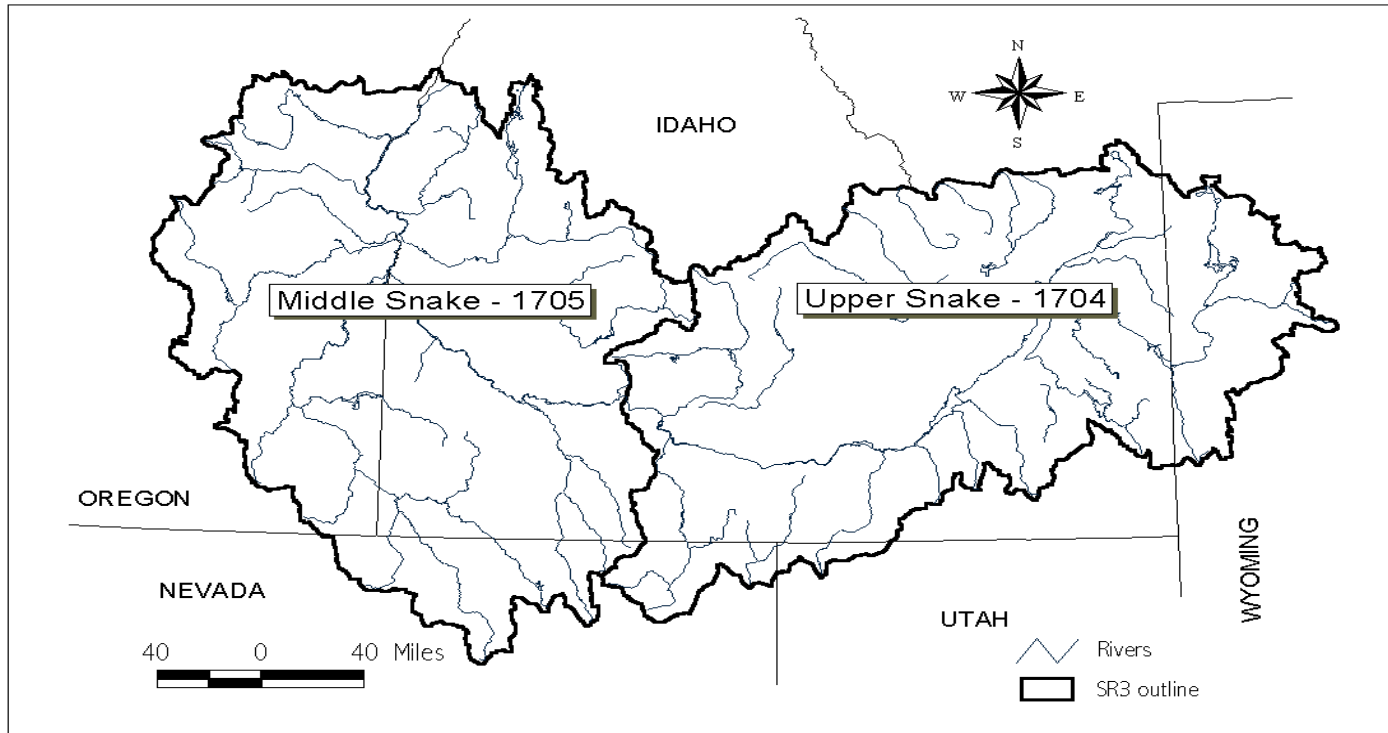 N
W E
S
IDAHO
Middle Snake - 1705
Upper Snake - 1704
OREGON
NEVADA
UTAH
WYOMING
40 0 40 Miles
Rivers
SR3 outline